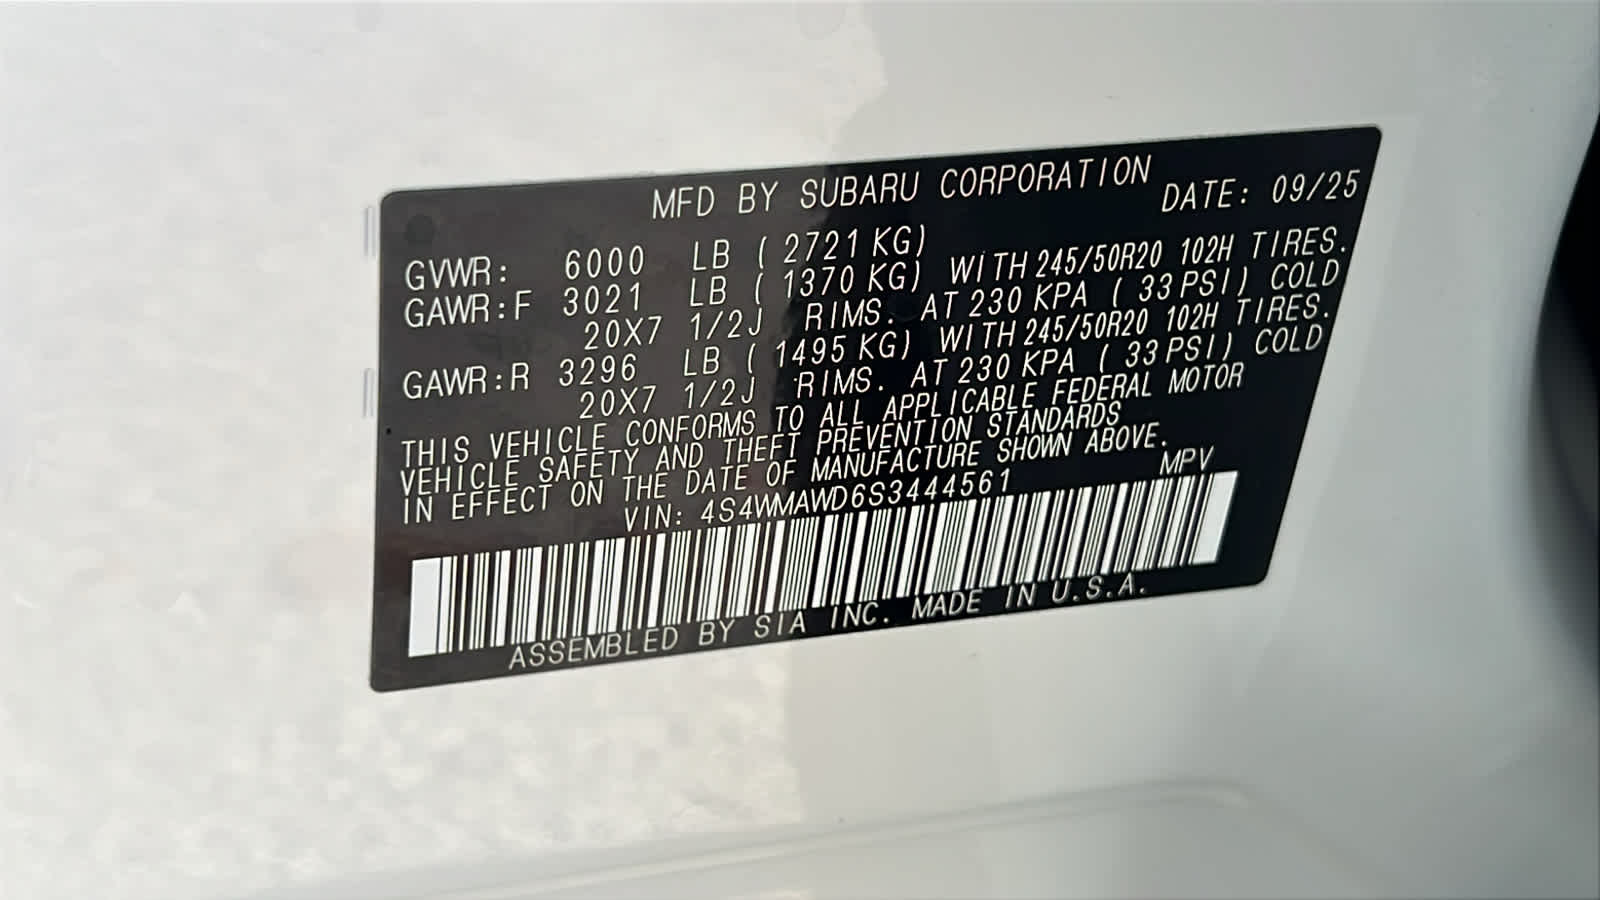 MFD BY SUBARU CORPORATION DATE: 09/25
GVWR: 6000 LB ( 2721 KG)
GAWR:F 3021 LB ( 1370 KG) WITH 245/50R20 102H TIRES.
20X7 1/2J RIMS. AT 230 KPA ( 33 PSI) COLD
GAWR:R 3296 LB ( 1495 KG) WITH 245/50R20 102H TIRES.
20X7 1/2J RIMS. AT 230 KPA ( 33 PSI) COLD
THIS VEHICLE CONFORMS TO ALL APPLICABLE FEDERAL MOTOR
VEHICLE SAFETY AND THEFT PREVENTION STANDARDS
IN EFFECT ON THE DATE OF MANUFACTURE SHOWN ABOVE.
VIN: 4S4WMAWD6S3444561 MPV
ASSEMBLED BY SIA INC. MADE IN U.S.A.